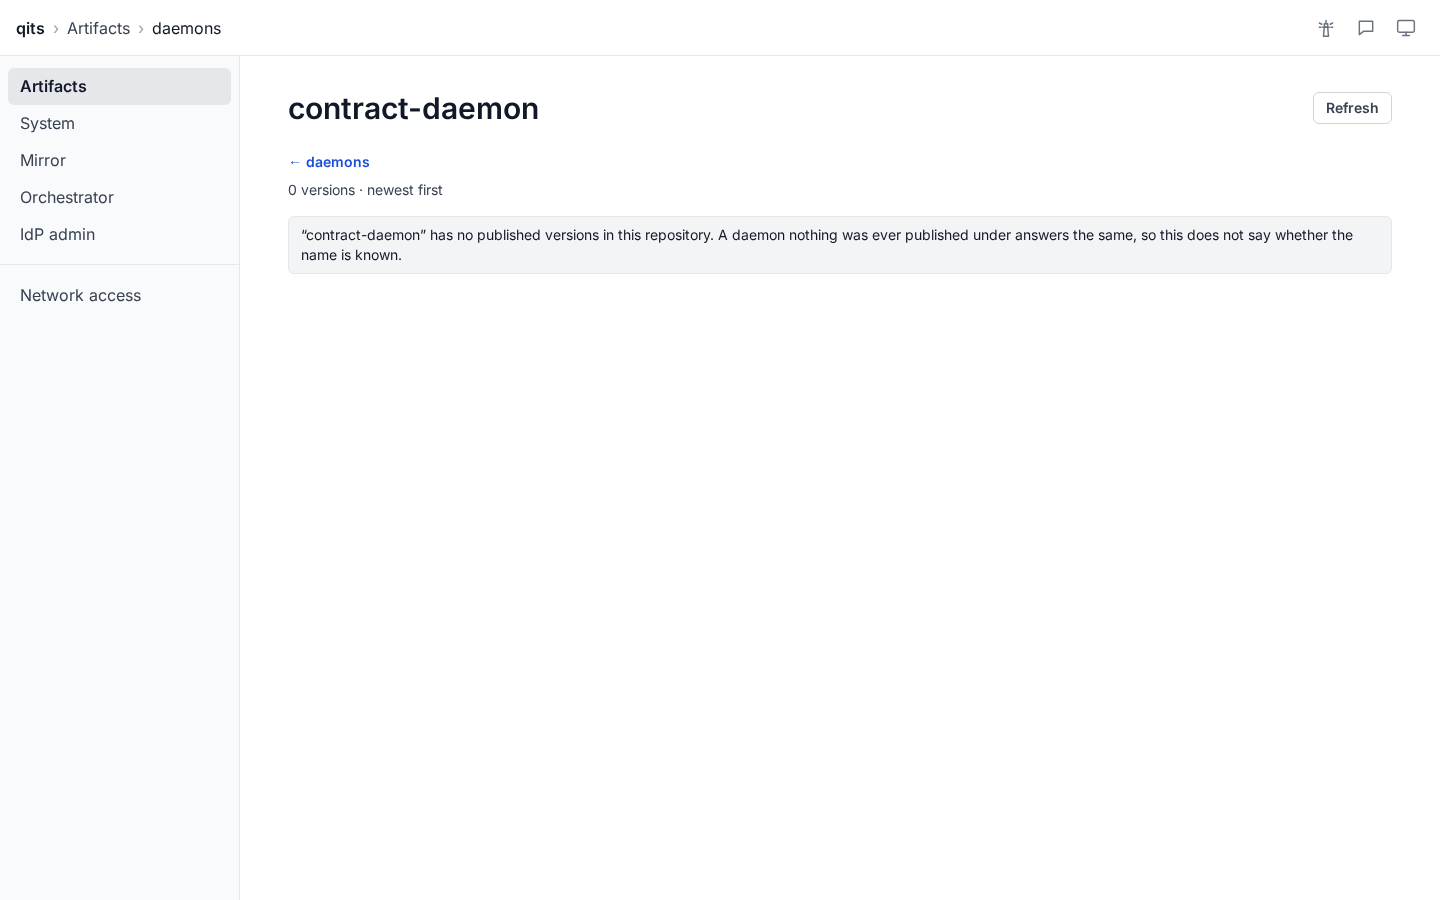 qits › Artifacts › daemons
Artifacts
System
Mirror
Orchestrator
IdP admin
Network access
contract-daemon
Refresh
← daemons
0 versions · newest first
“contract-daemon” has no published versions in this repository. A daemon nothing was ever published under answers the same, so this does not say whether the
name is known.